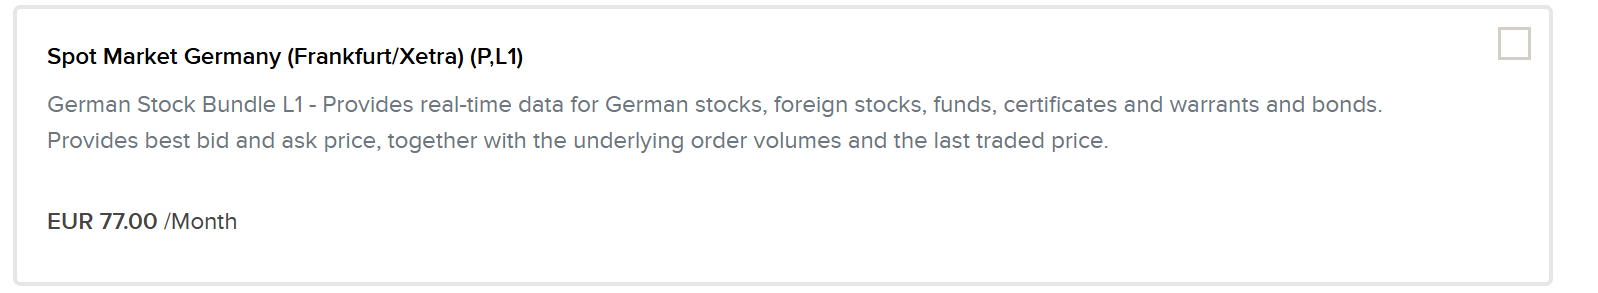 Spot Market Germany (Frankfurt/Xetra) (P,L1)
German Stock Bundle L1 - Provides real-time data for German stocks, foreign stocks, funds, certificates and warrants and bonds.
Provides best bid and ask price, together with the underlying order volumes and the last traded price.
EUR 77.00 /Month